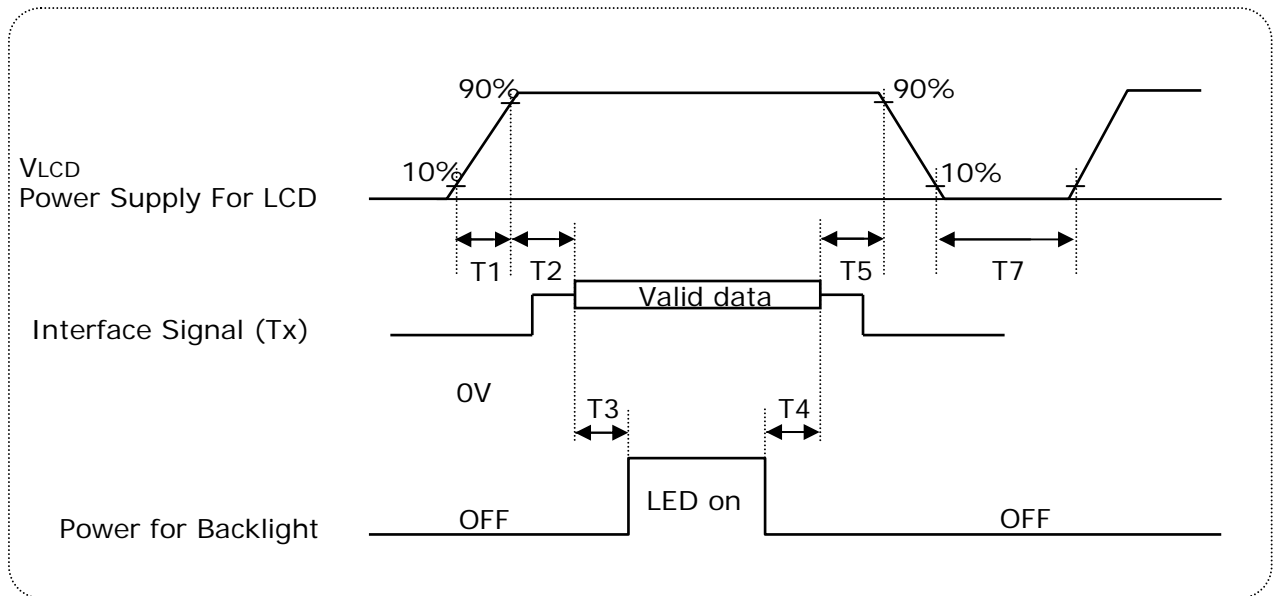 90%
90%
VLCD
10%
10%
Power Supply For LCD
T1
T2
T5
T7
Valid data
Interface Signal (Tx)
0V
T3
T4
LED on
Power for Backlight
OFF
OFF